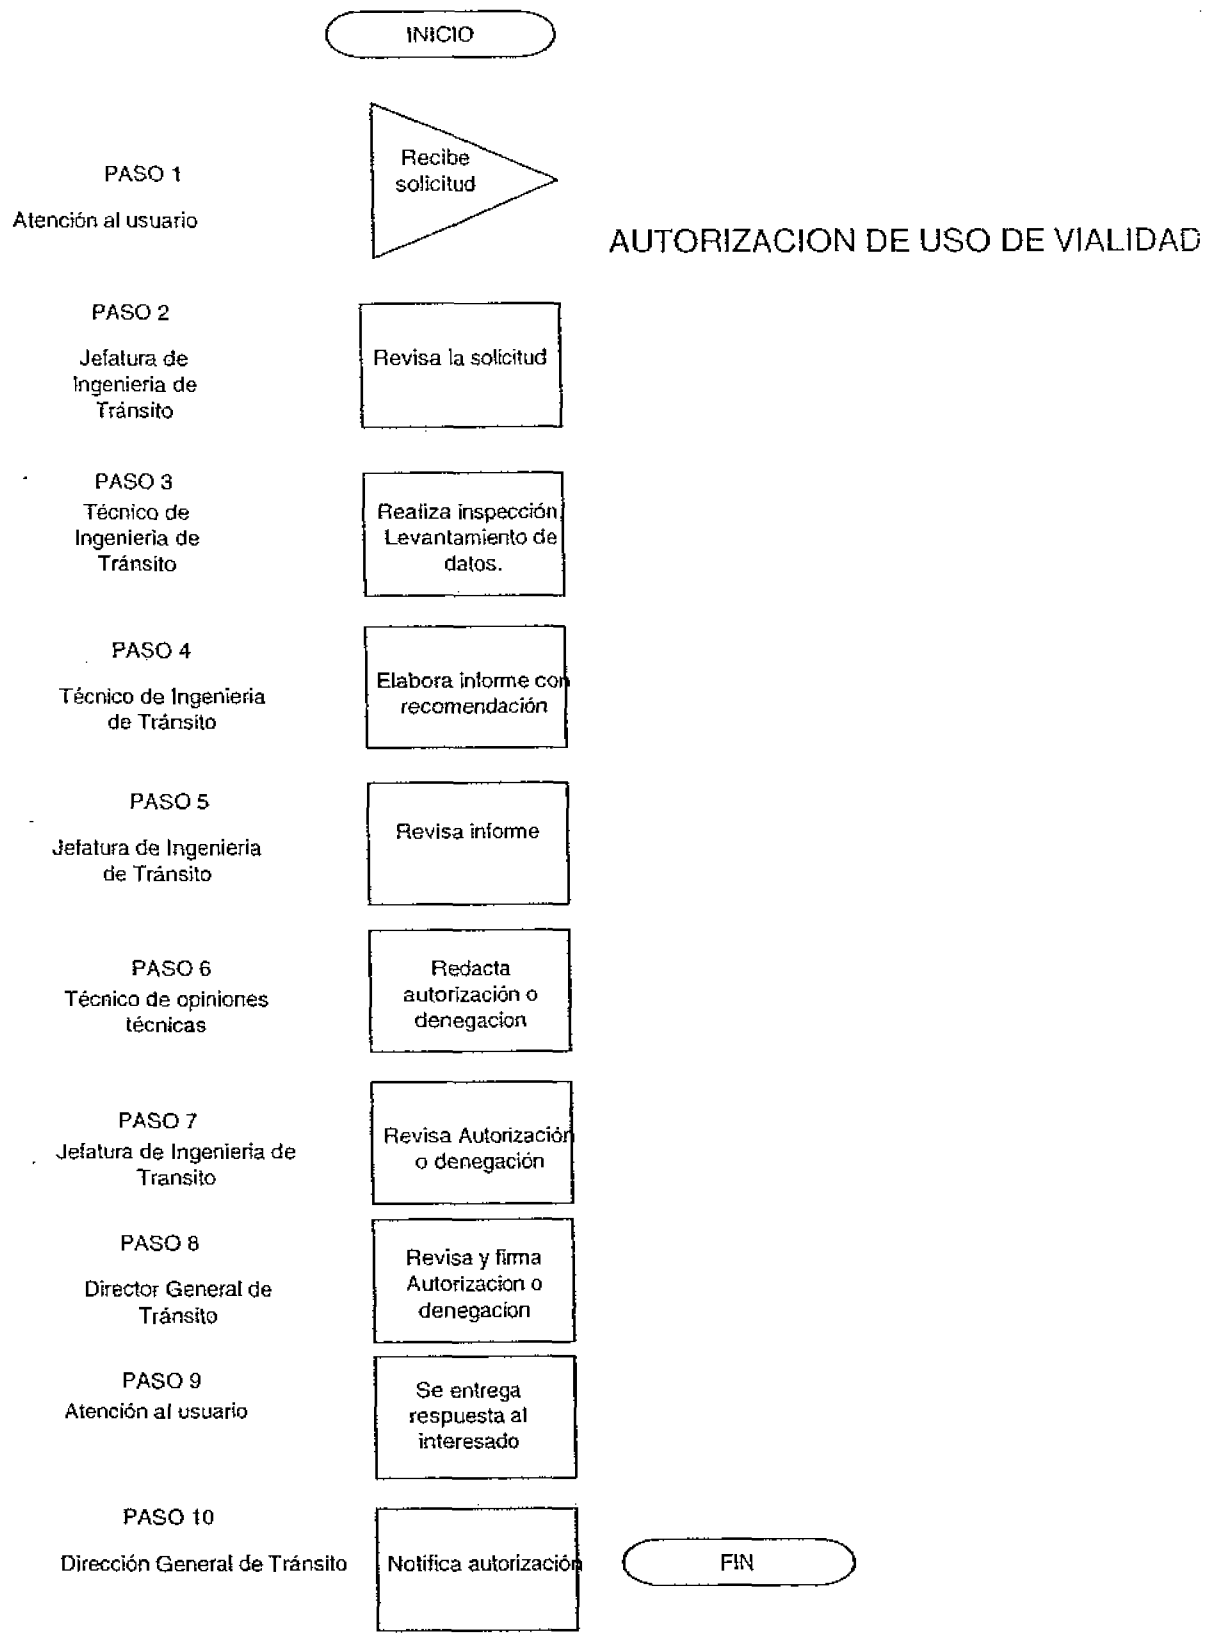 INICIO
PASO 1
Atención al usuario
Recibe
solicitud
AUTORIZACION DE USO DE VIALIDAD
PASO 2
Jefatura de
Ingenieria de
Tránsito
Revisa la solicitud
PASO 3
Técnico de
Ingenieria de
Tránsito
Realiza inspección
Levantamiento de
datos.
PASO 4
Técnico de Ingenieria
de Tránsito
Elabora informe con
recomendación
PASO 5
Jefatura de Ingenieria
de Tránsito
Revisa informe
PASO 6
Técnico de opiniones
técnicas
Redacta
autorización o
denegacion
PASO 7
Jefatura de Ingenieria de
Transito
Revisa Autorización
o denegación
PASO 8
Director General de
Tránsito
Revisa y firma
Autorizacion o
denegacion
PASO 9
Atención al usuario
Se entrega
respuesta al
interesado
PASO 10
Dirección General de Tránsito
Notifica autorización
FIN